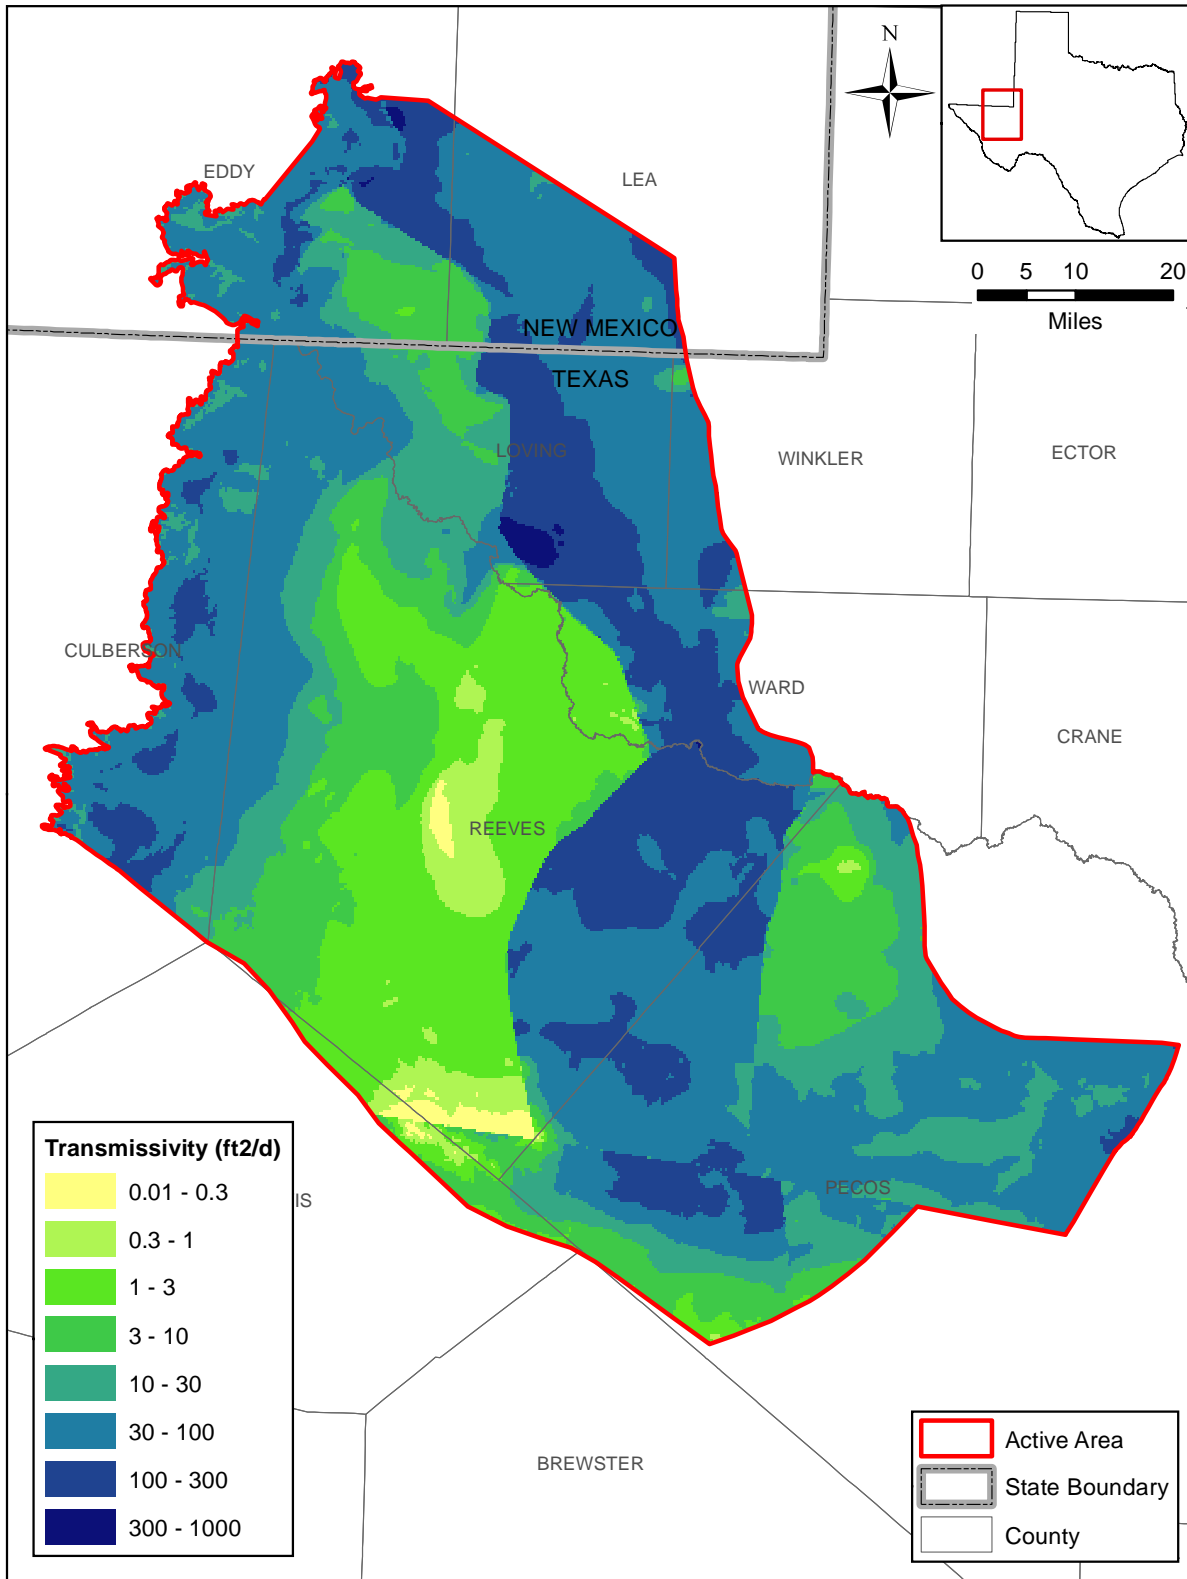 N
EDDY
LEA
0 5 10 20
Miles
NEW MEXICO
TEXAS
LOVING
WINKLER
ECTOR
CULBERSON
WARD
CRANE
REEVES
PECOS
IS
BREWSTER
Transmissivity (ft2/d)
0.01 - 0.3
0.3 - 1
1 - 3
3 - 10
10 - 30
30 - 100
100 - 300
300 - 1000
Active Area
State Boundary
County